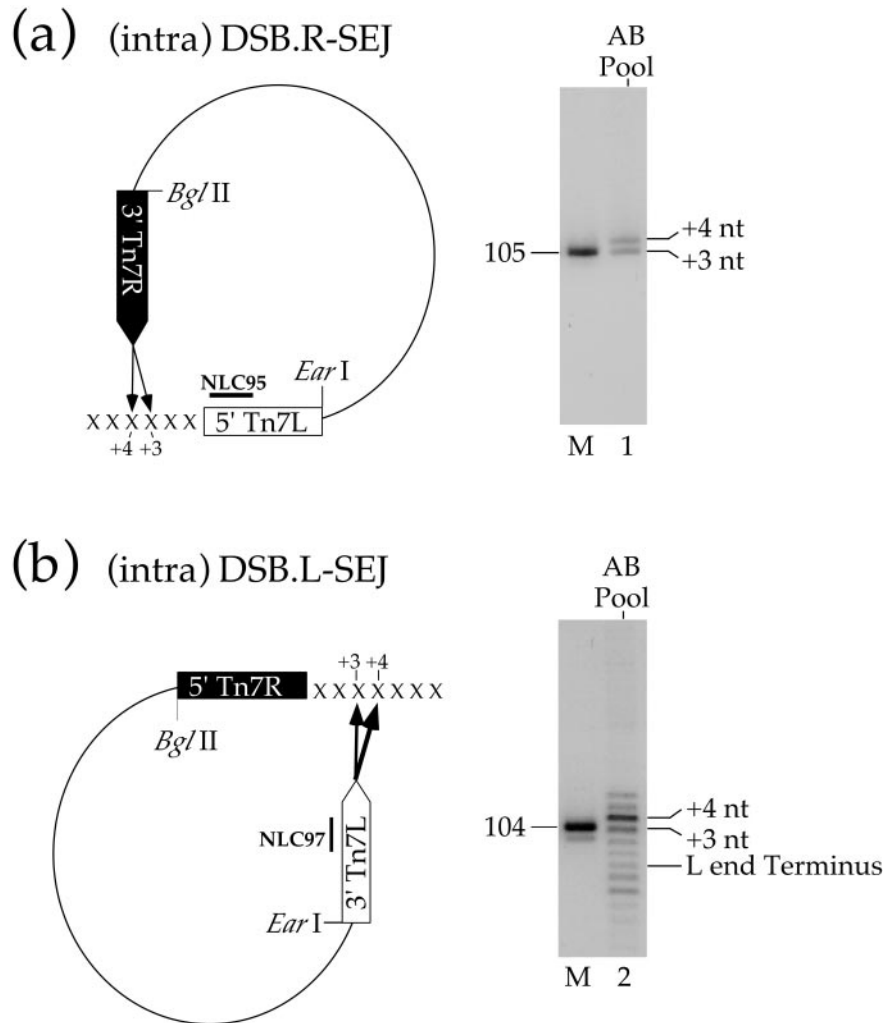 (a) (intra) DSB.R-SEJ
AB
Pool
Bgl II
3' Tn7R
+4 nt
105
+3 nt
NLC95
Ear I
X X X X X X
5' Tn7L
+4 +3
M 1
(b) (intra) DSB.L-SEJ
AB
Pool
+3 +4
5' Tn7R
X X X X X X X
Bgl II
+4 nt
104
+3 nt
NLC97
3' Tn7L
L end Terminus
Ear I
M 2